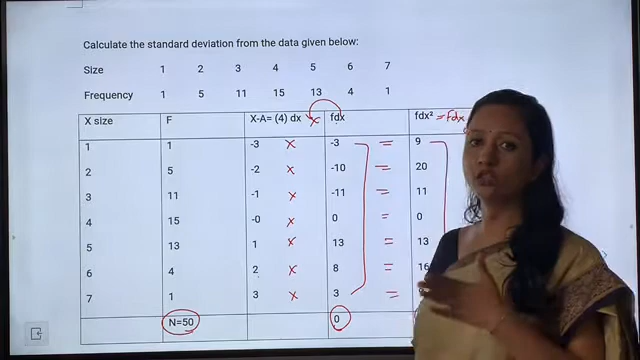 Calculate the standard deviation from the data given below:
Size 1 2 3 4 5 6 7
Frequency 1 5 11 15 13 4 1
X size F X-A= (4) dx x fdx fdx² = fdx
1 1 -3 x -3 = 9
2 5 -2 x -10 = 20
3 11 -1 x -11 = 11
4 15 -0 x 0 = 0
5 13 1 x 13 = 13
6 4 2 x 8 = 16
7 1 3 x 3 =
N=50 0